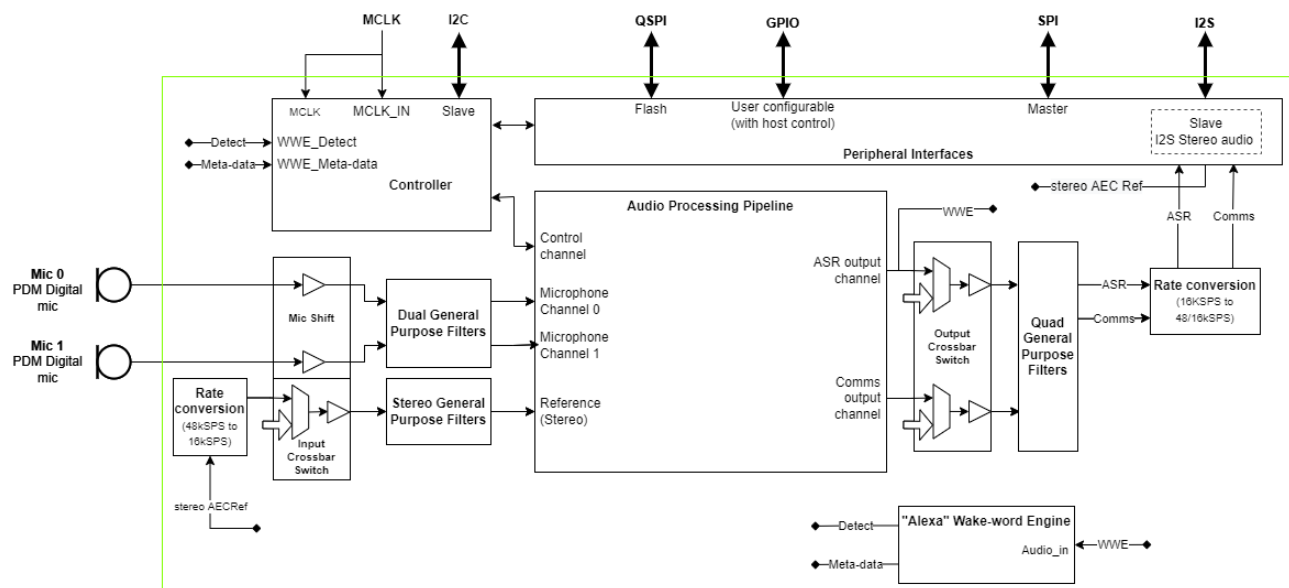 MCLK
I2C
QSPI
GPIO
SPI
I2S
MCLK
MCLK_IN
Slave
Detect
WWE_Detect
Meta-data
WWE_Meta-data
Controller
Flash
User configurable
(with host control)
Master
Slave
I2S Stereo audio
Peripheral Interfaces
stereo AEC Ref
ASR
Comms
Audio Processing Pipeline
WWE
Control
channel
ASR output
channel
Mic 0
PDM Digital
mic
Mic Shift
Dual General
Purpose Filters
Microphone
Channel 0
Mic 1
PDM Digital
mic
Microphone
Channel 1
Output
Crossbar
Switch
Quad
General
Purpose
Filters
ASR
Comms
Rate conversion
(16KSPS to
48/16kSPS)
Rate
conversion
(48kSPS to
16kSPS)
Input
Crossbar
Switch
Stereo General
Purpose Filters
Reference
(Stereo)
Comms
output
channel
stereo AECRef
"Alexa" Wake-word Engine
Detect
Meta-data
Audio_in
WWE